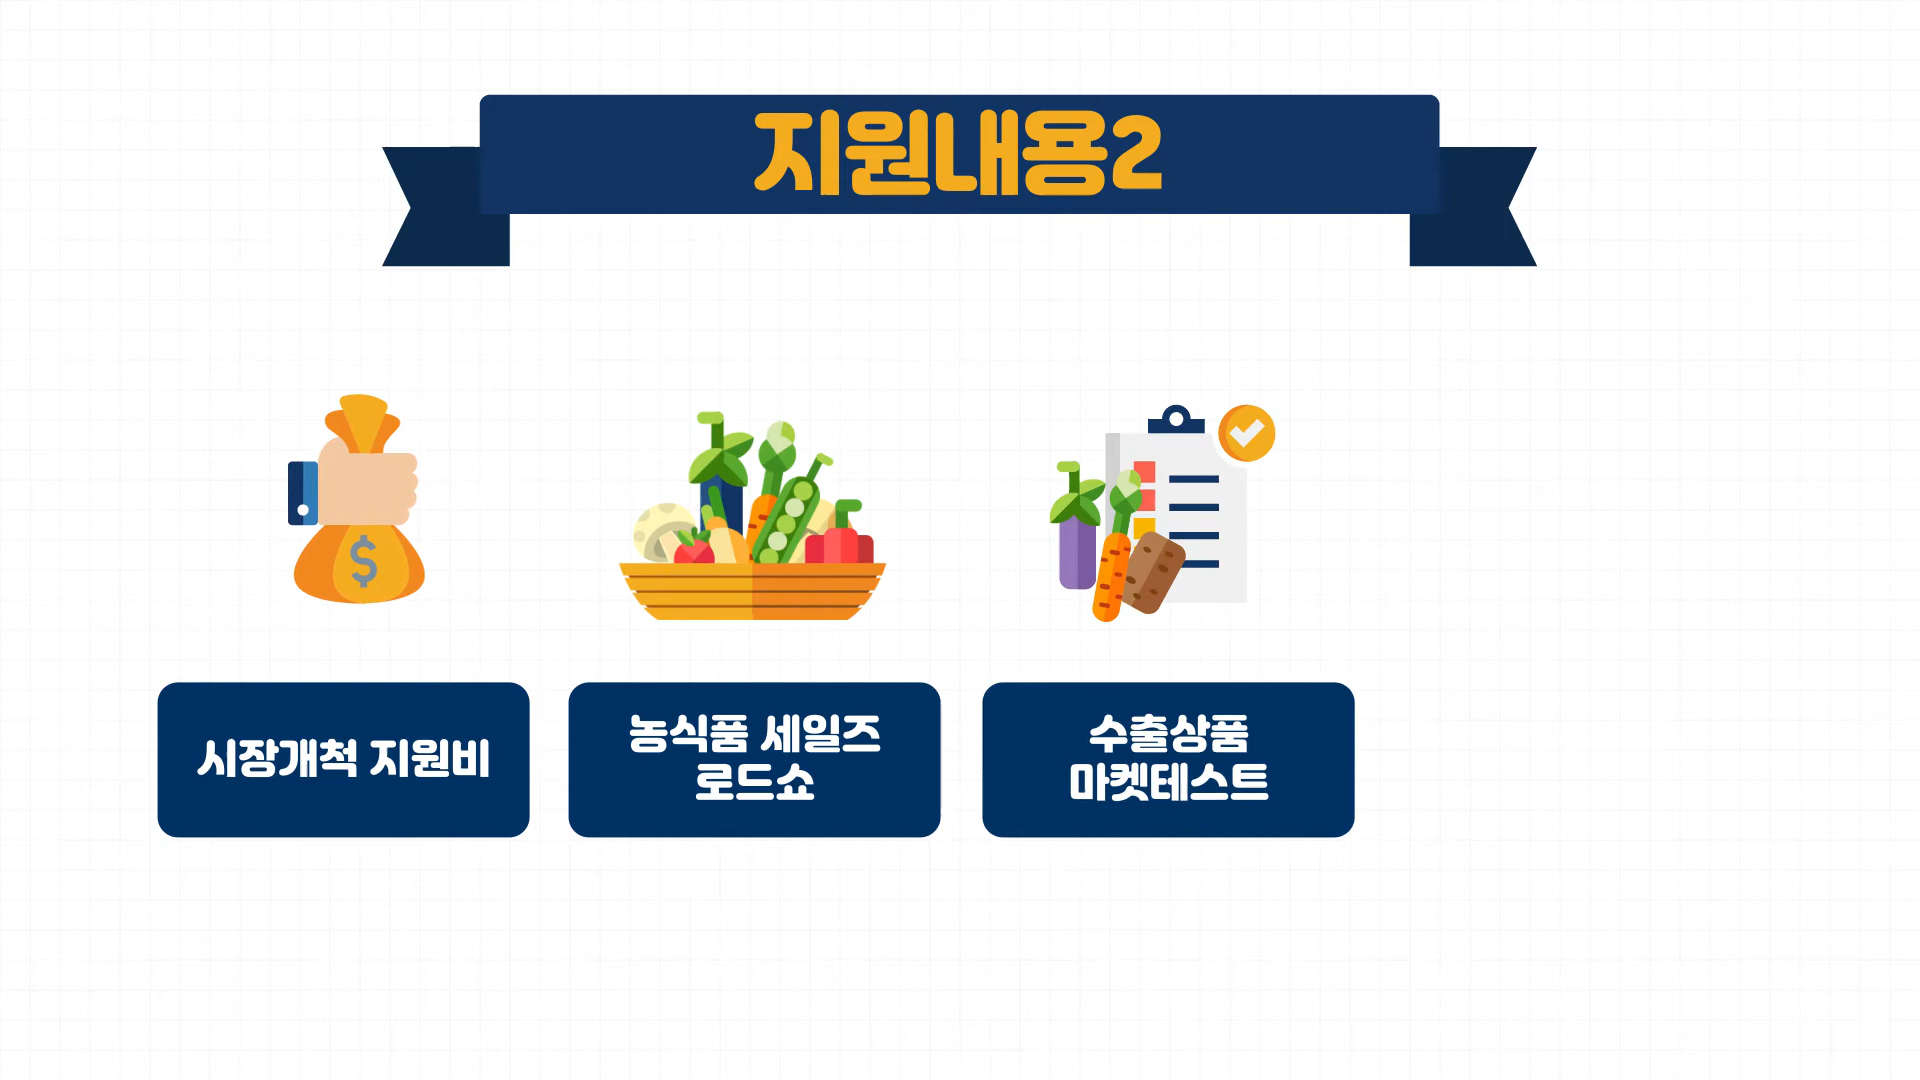 지원내용2
시장개척 지원비
농식품 세일즈
로드쇼
수출상품
마켓테스트
$